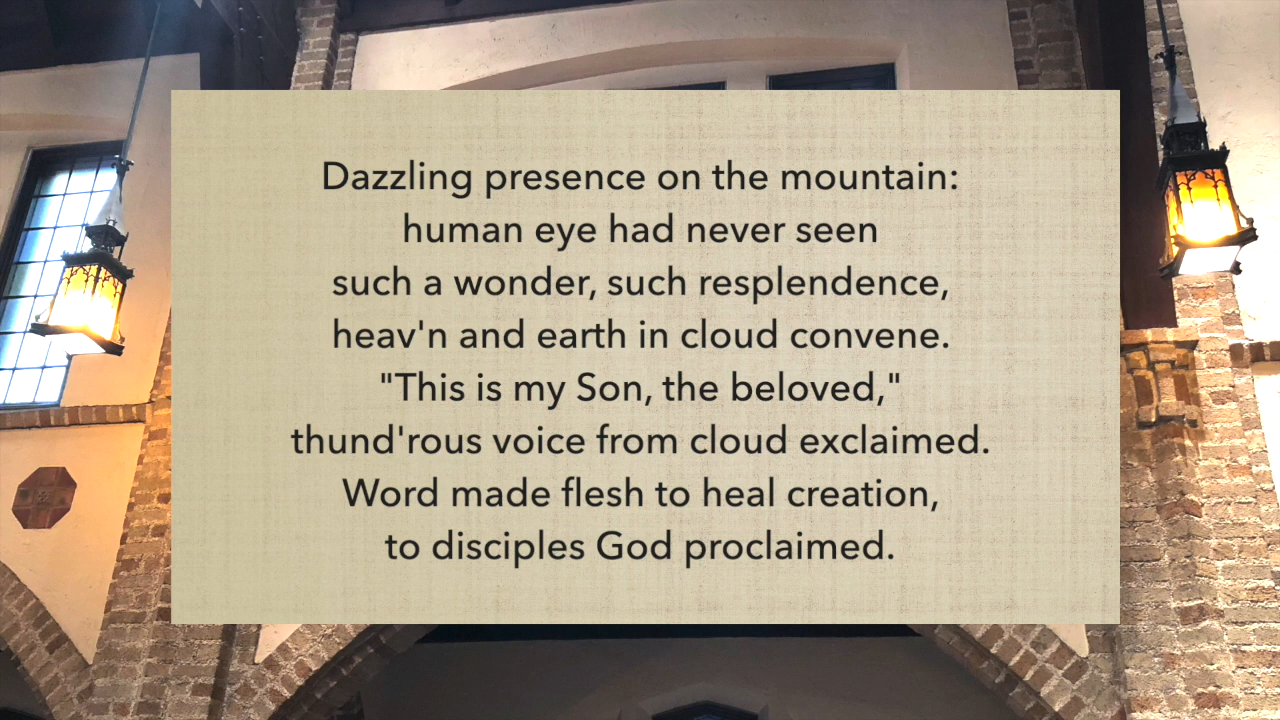 Dazzling presence on the mountain:
human eye had never seen
such a wonder, such resplendence,
heav'n and earth in cloud convene.
"This is my Son, the beloved,"
thund'rous voice from cloud exclaimed.
Word made flesh to heal creation,
to disciples God proclaimed.